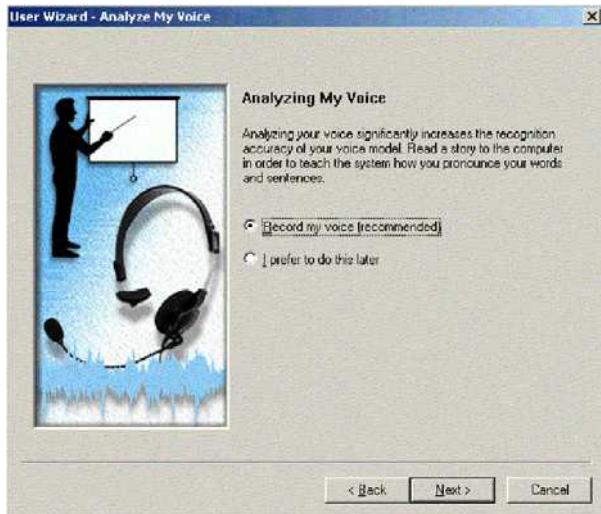 User Wizard - Analyze My Voice
Analyzing My Voice
Analyzing your voice significantly increases the recognition
accuracy of your voice model. Read a story to the computer
in order to teach the system how you pronounce your words
and sentences.
Record my voice (recommended)
I prefer to do this later
< Back Next > Cancel